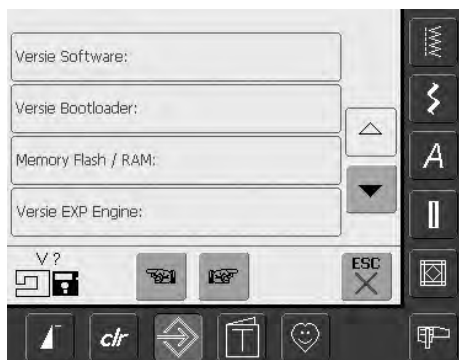 Versie Software:
Versie Bootloader:
Memory Flash / RAM:
Versie EXP Engine:
V ?
ESC
A
clr
T